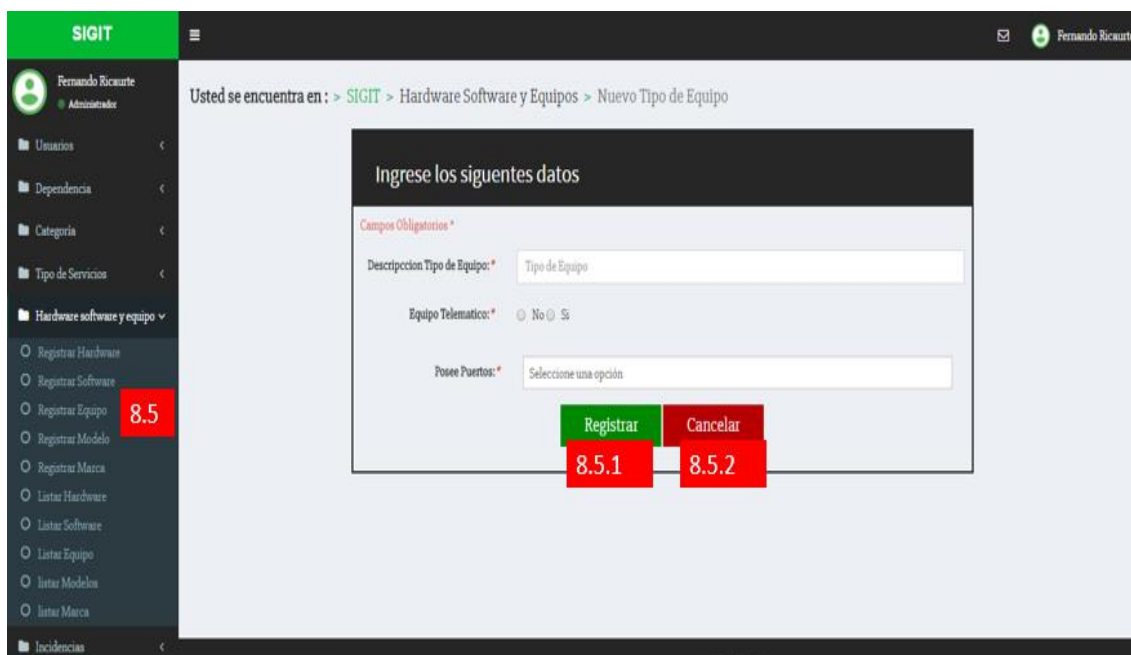 SIGIT
Fernando Ricaurte
Fernando Ricaurte
Administrador
Usted se encuentra en : > SIGIT > Hardware Software y Equipos > Nuevo Tipo de Equipo
Usuarios
Dependencia
Categoría
Tipo de Servicios
Hardware software y equipo
Registrar Hardware
Registrar Software
Registrar Equipo
8.5
Registrar Modelo
Registrar Marca
Listar Hardware
Listar Software
Listar Equipo
listar Modelos
listar Marca
Incidencias
Ingrese los siguentes datos
Campos Obligatorios *
Descripccion Tipo de Equipo: *
Tipo de Equipo
Equipo Telematico: *
No Si
Posee Puertos: *
Seleccione una opción
Registrar Cancelar
8.5.1 8.5.2